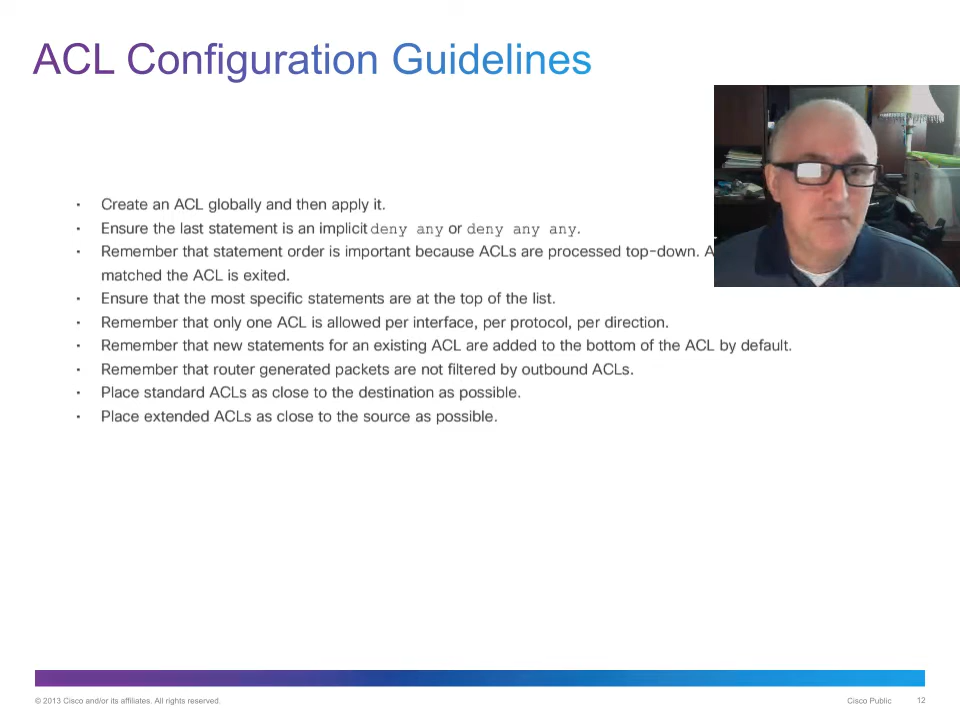 ACL Configuration Guidelines
· Create an ACL globally and then apply it.
· Ensure the last statement is an implicit deny any or deny any any.
· Remember that statement order is important because ACLs are processed top-down. A
matched the ACL is exited.
· Ensure that the most specific statements are at the top of the list.
· Remember that only one ACL is allowed per interface, per protocol, per direction.
· Remember that new statements for an existing ACL are added to the bottom of the ACL by default.
· Remember that router generated packets are not filtered by outbound ACLs.
· Place standard ACLs as close to the destination as possible.
· Place extended ACLs as close to the source as possible.
© 2013 Cisco and/or its affiliates. All rights reserved.
Cisco Public
12